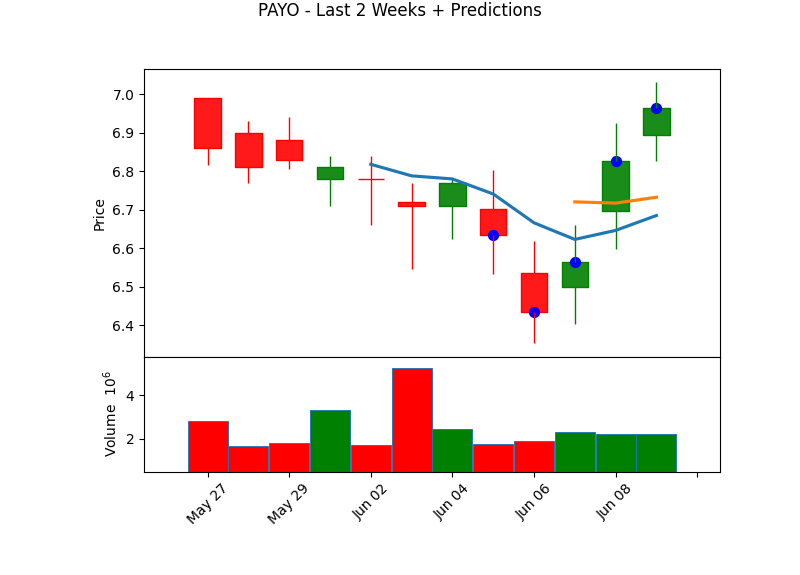 PAYO - Last 2 Weeks + Predictions
7.0
6.9
6.8
6.7
6.6
6.5
6.4
Price
4
2
Volume 10⁶
May 27
May 29
Jun 02
Jun 04
Jun 06
Jun 08